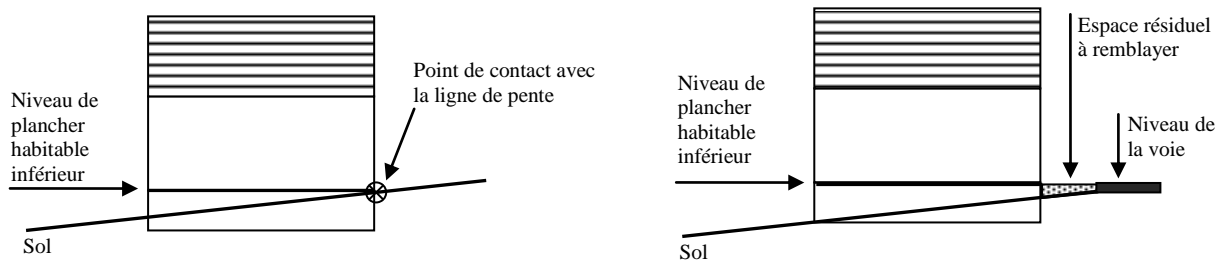 Niveau de
plancher
habitable
inférieur
Point de contact avec
la ligne de pente
Sol
Niveau de
plancher
habitable
inférieur
Espace résiduel
à remblayer
Niveau de
la voie
Sol